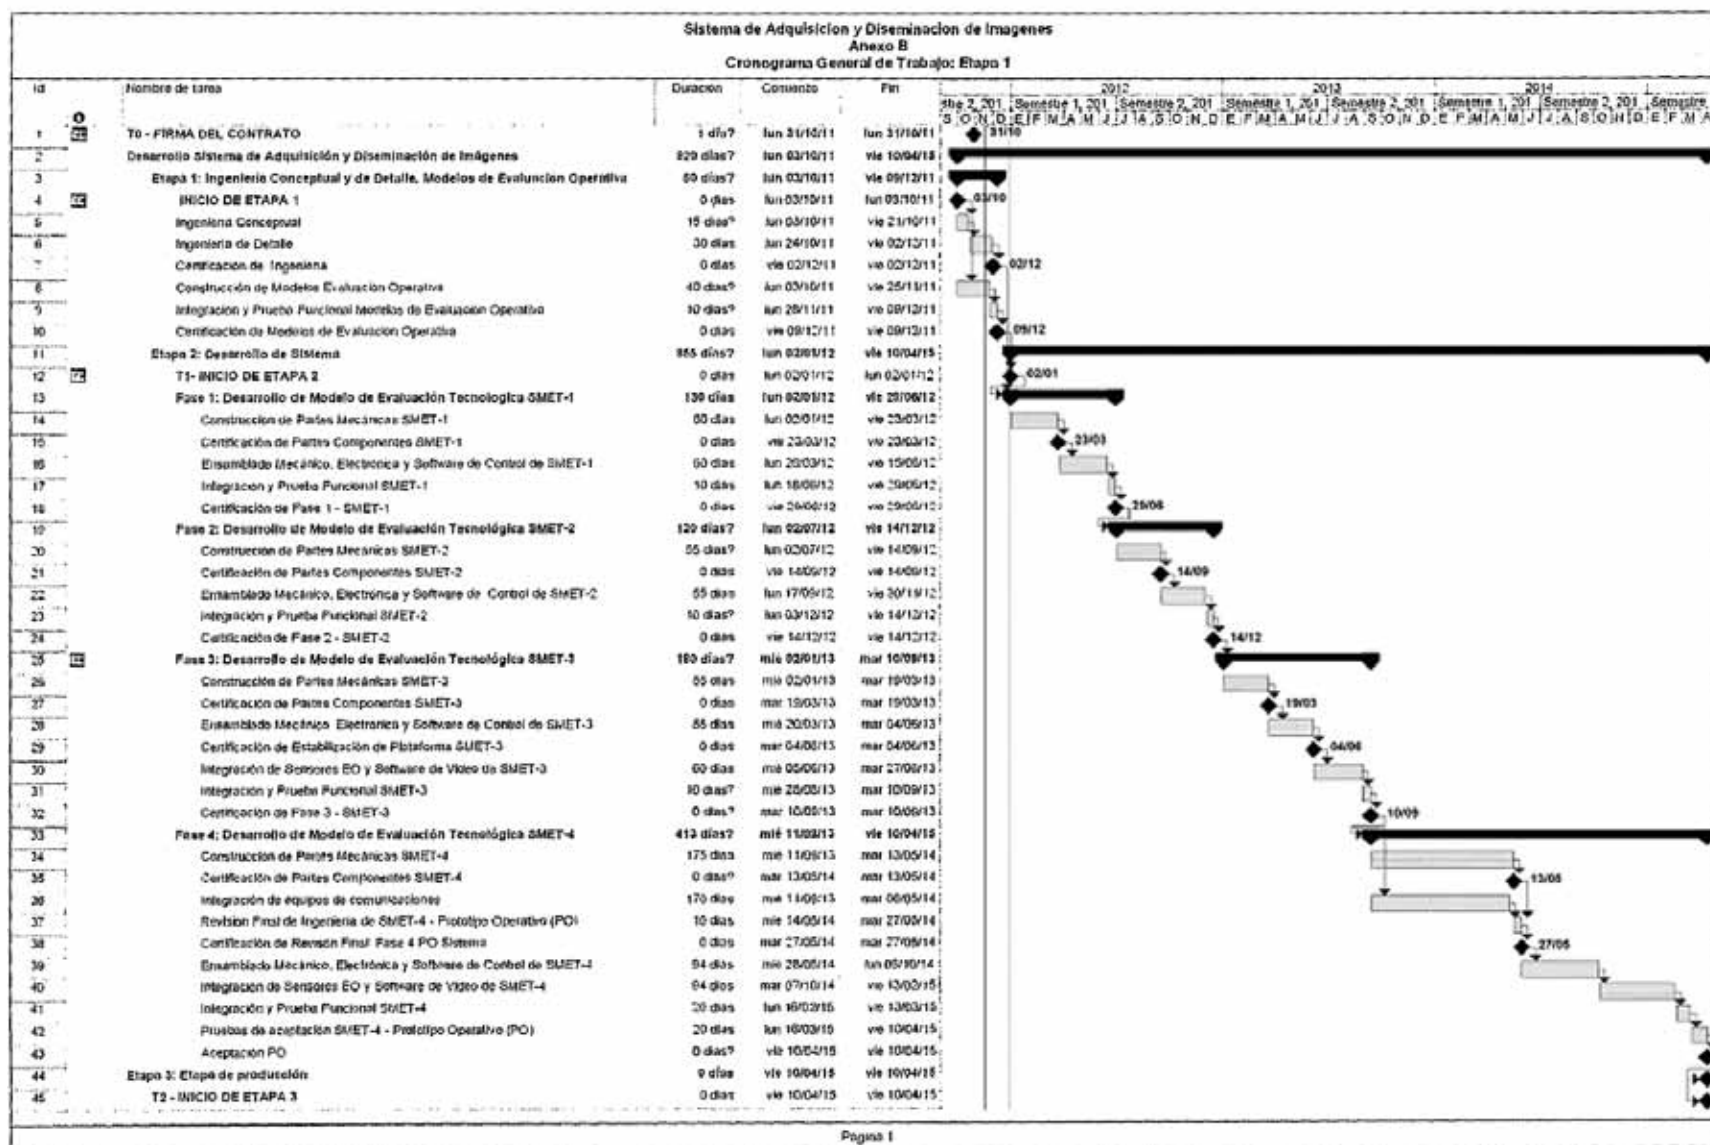 Sistema de Adquisicion y Diseminacion de Imagenes
Anexo B
Cronograma General de Trabajo: Etapa 1
Id Nombre de tarea Duración Comienzo Fin
2012 2013 2014
Semestre 1, 201 Semestre 2, 201 Semestre 1, 201 Semestre 2, 201 Semestre 1, 201 Semestre 2, 201 Semestre
1 T0 - FIRMA DEL CONTRATO 1 día? lun 31/10/11 lun 31/10/11 31/10
2 Desarrollo Sistema de Adquisición y Diseminación de Imágenes 920 días? lun 03/10/11 vie 10/04/15
3 Etapa 1: Ingeniería Conceptual y de Detalle, Modelos de Evaluncion Operativa 50 días? lun 03/10/11 vie 09/12/11
4 INICIO DE ETAPA 1 0 días lun 03/10/11 lun 03/10/11 03/10
5 Ingenieria Conceptual 15 días? lun 03/10/11 vie 21/10/11
6 Ingenieria de Detalle 30 días lun 24/10/11 vie 02/12/11
7 Certificación de Ingenieria 0 días vie 02/12/11 vie 02/12/11 02/12
8 Construcción de Modelos Evaluación Operativa 40 días? lun 03/10/11 vie 25/11/11
9 Integración y Prueba Funcional Modelos de Evaluación Operativo 10 días? lun 28/11/11 vie 09/12/11
10 Certificación de Modelos de Evaluación Operativa 0 días vie 09/12/11 vie 09/12/11 09/12
11 Etapa 2: Desarrollo de Sistema 855 días? lun 02/01/12 vie 10/04/15
12 T1- INICIO DE ETAPA 2 0 días lun 02/01/12 lun 02/01/12 02/01
13 Fase 1: Desarrollo de Modelo de Evaluación Tecnologica SMET-1 130 días lun 02/01/12 vie 29/06/12
14 Construccion de Partes Mecánicas SMET-1 60 días lun 02/01/12 vie 23/03/12
15 Certificación de Partes Componentes SMET-1 0 días vie 23/03/12 vie 23/03/12 23/03
16 Ensamblado Mecánico, Electrónica y Software de Control de SMET-1 60 días lun 26/03/12 vie 15/06/12
17 Integración y Prueba Funcional SMET-1 10 días lun 18/06/12 vie 29/06/12
18 Certificación de Fase 1 - SMET-1 0 días vie 29/06/12 vie 29/06/12 29/06
19 Fase 2: Desarrollo de Modelo de Evaluación Tecnológica SMET-2 120 días? lun 02/07/12 vie 14/12/12
20 Construcción de Partes Mecánicas SMET-2 55 días? lun 02/07/12 vie 14/09/12
21 Certificación de Partes Componentes SMET-2 0 días vie 14/09/12 vie 14/09/12 14/09
22 Ensamblado Mecánico, Electrónica y Software de Control de SMET-2 55 días lun 17/09/12 vie 30/11/12
23 Integración y Prueba Funcional SMET-2 10 días? lun 03/12/12 vie 14/12/12
24 Certificación de Fase 2 - SMET-2 0 días vie 14/12/12 vie 14/12/12 14/12
25 Fase 3: Desarrollo de Modelo de Evaluación Tecnológica SMET-3 180 días? mié 02/01/13 mar 10/09/13
26 Construcción de Partes Mecánicas SMET-3 55 días mié 02/01/13 mar 19/03/13
27 Certificación de Partes Componentes SMET-3 0 días mar 19/03/13 mar 19/03/13 19/03
28 Ensamblado Mecánico, Electronica y Software de Control de SMET-3 55 días mié 20/03/13 mar 04/06/13
29 Certificación de Estabilización de Plataforma SMET-3 0 días mar 04/06/13 mar 04/06/13 04/06
30 Integración de Sensores EO y Software de Video de SMET-3 60 días mié 05/06/13 mar 27/08/13
31 Integración y Prueba Funcional SMET-3 10 días? mié 28/08/13 mar 10/09/13
32 Certificación de Fase 3 - SMET-3 0 días? mar 10/09/13 mar 10/09/13 10/09
33 Fase 4: Desarrollo de Modelo de Evaluación Tecnológica SMET-4 413 días? mié 11/09/13 vie 10/04/15
34 Construcción de Partes Mecánicas SMET-4 175 días mié 11/09/13 mar 13/05/14
35 Certificación de Partes Componentes SMET-4 0 días? mar 13/05/14 mar 13/05/14 13/05
36 Integración de equipos de comunicaciones 170 días mié 11/09/13 mar 06/05/14
37 Revision Final de Ingenieria de SMET-4 - Prototipo Operativo (PO) 10 días mié 14/05/14 mar 27/05/14
38 Certificación de Revisón Final Fase 4 PO Sistema 0 días mar 27/05/14 mar 27/05/14 27/05
39 Ensamblado Mecánico, Electrónica y Software de Control de SMET-4 94 días mié 28/05/14 lun 06/10/14
40 Integración de Sensores EO y Software de Video de SMET-4 94 días mar 07/10/14 vie 13/02/15
41 Integración y Prueba Funcional SMET-4 20 días lun 16/02/15 vie 13/03/15
42 Pruebas de aceptación SMET-4 - Prototipo Operativo (PO) 20 días lun 16/03/15 vie 10/04/15
43 Aceptación PO 0 días? vie 10/04/15 vie 10/04/15
44 Etapa 3: Etapa de producción 0 días vie 10/04/15 vie 10/04/15
45 T2 - INICIO DE ETAPA 3 0 días vie 10/04/15 vie 10/04/15
Página 1